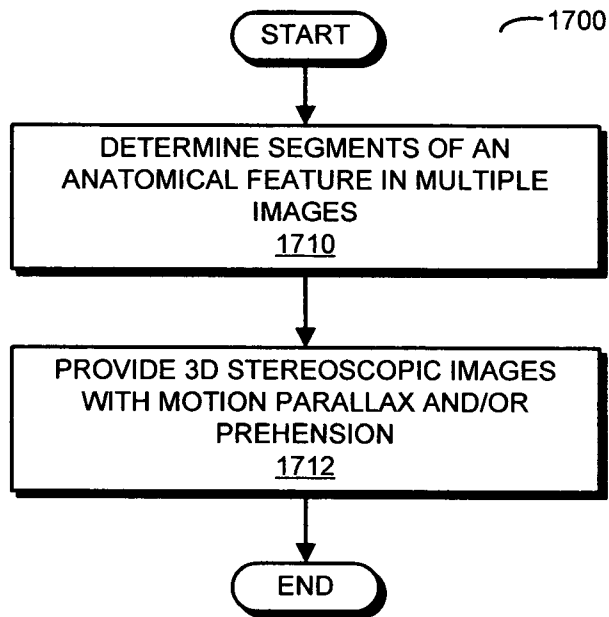 START
1700
DETERMINE SEGMENTS OF AN
ANATOMICAL FEATURE IN MULTIPLE
IMAGES
1710
PROVIDE 3D STEREOSCOPIC IMAGES
WITH MOTION PARALLAX AND/OR
PREHENSION
1712
END